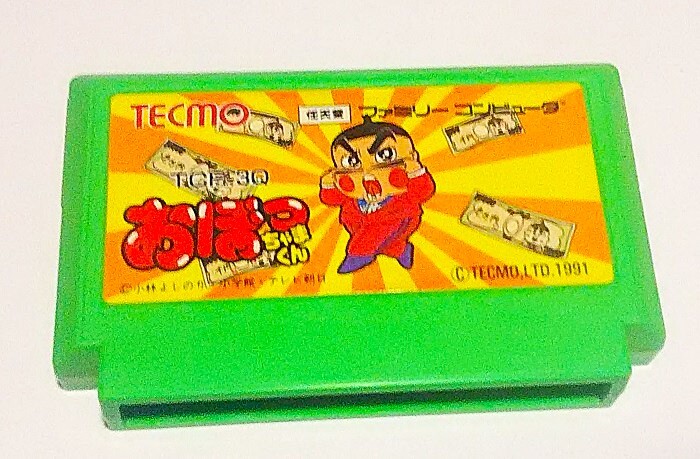 TECMO
任天堂 ファミリー コンピュータ™
TCF-3Q
おぼっちゃまくん
©小林よしのり・小学館・テレビ朝日
(C)TECMO,LTD.1991